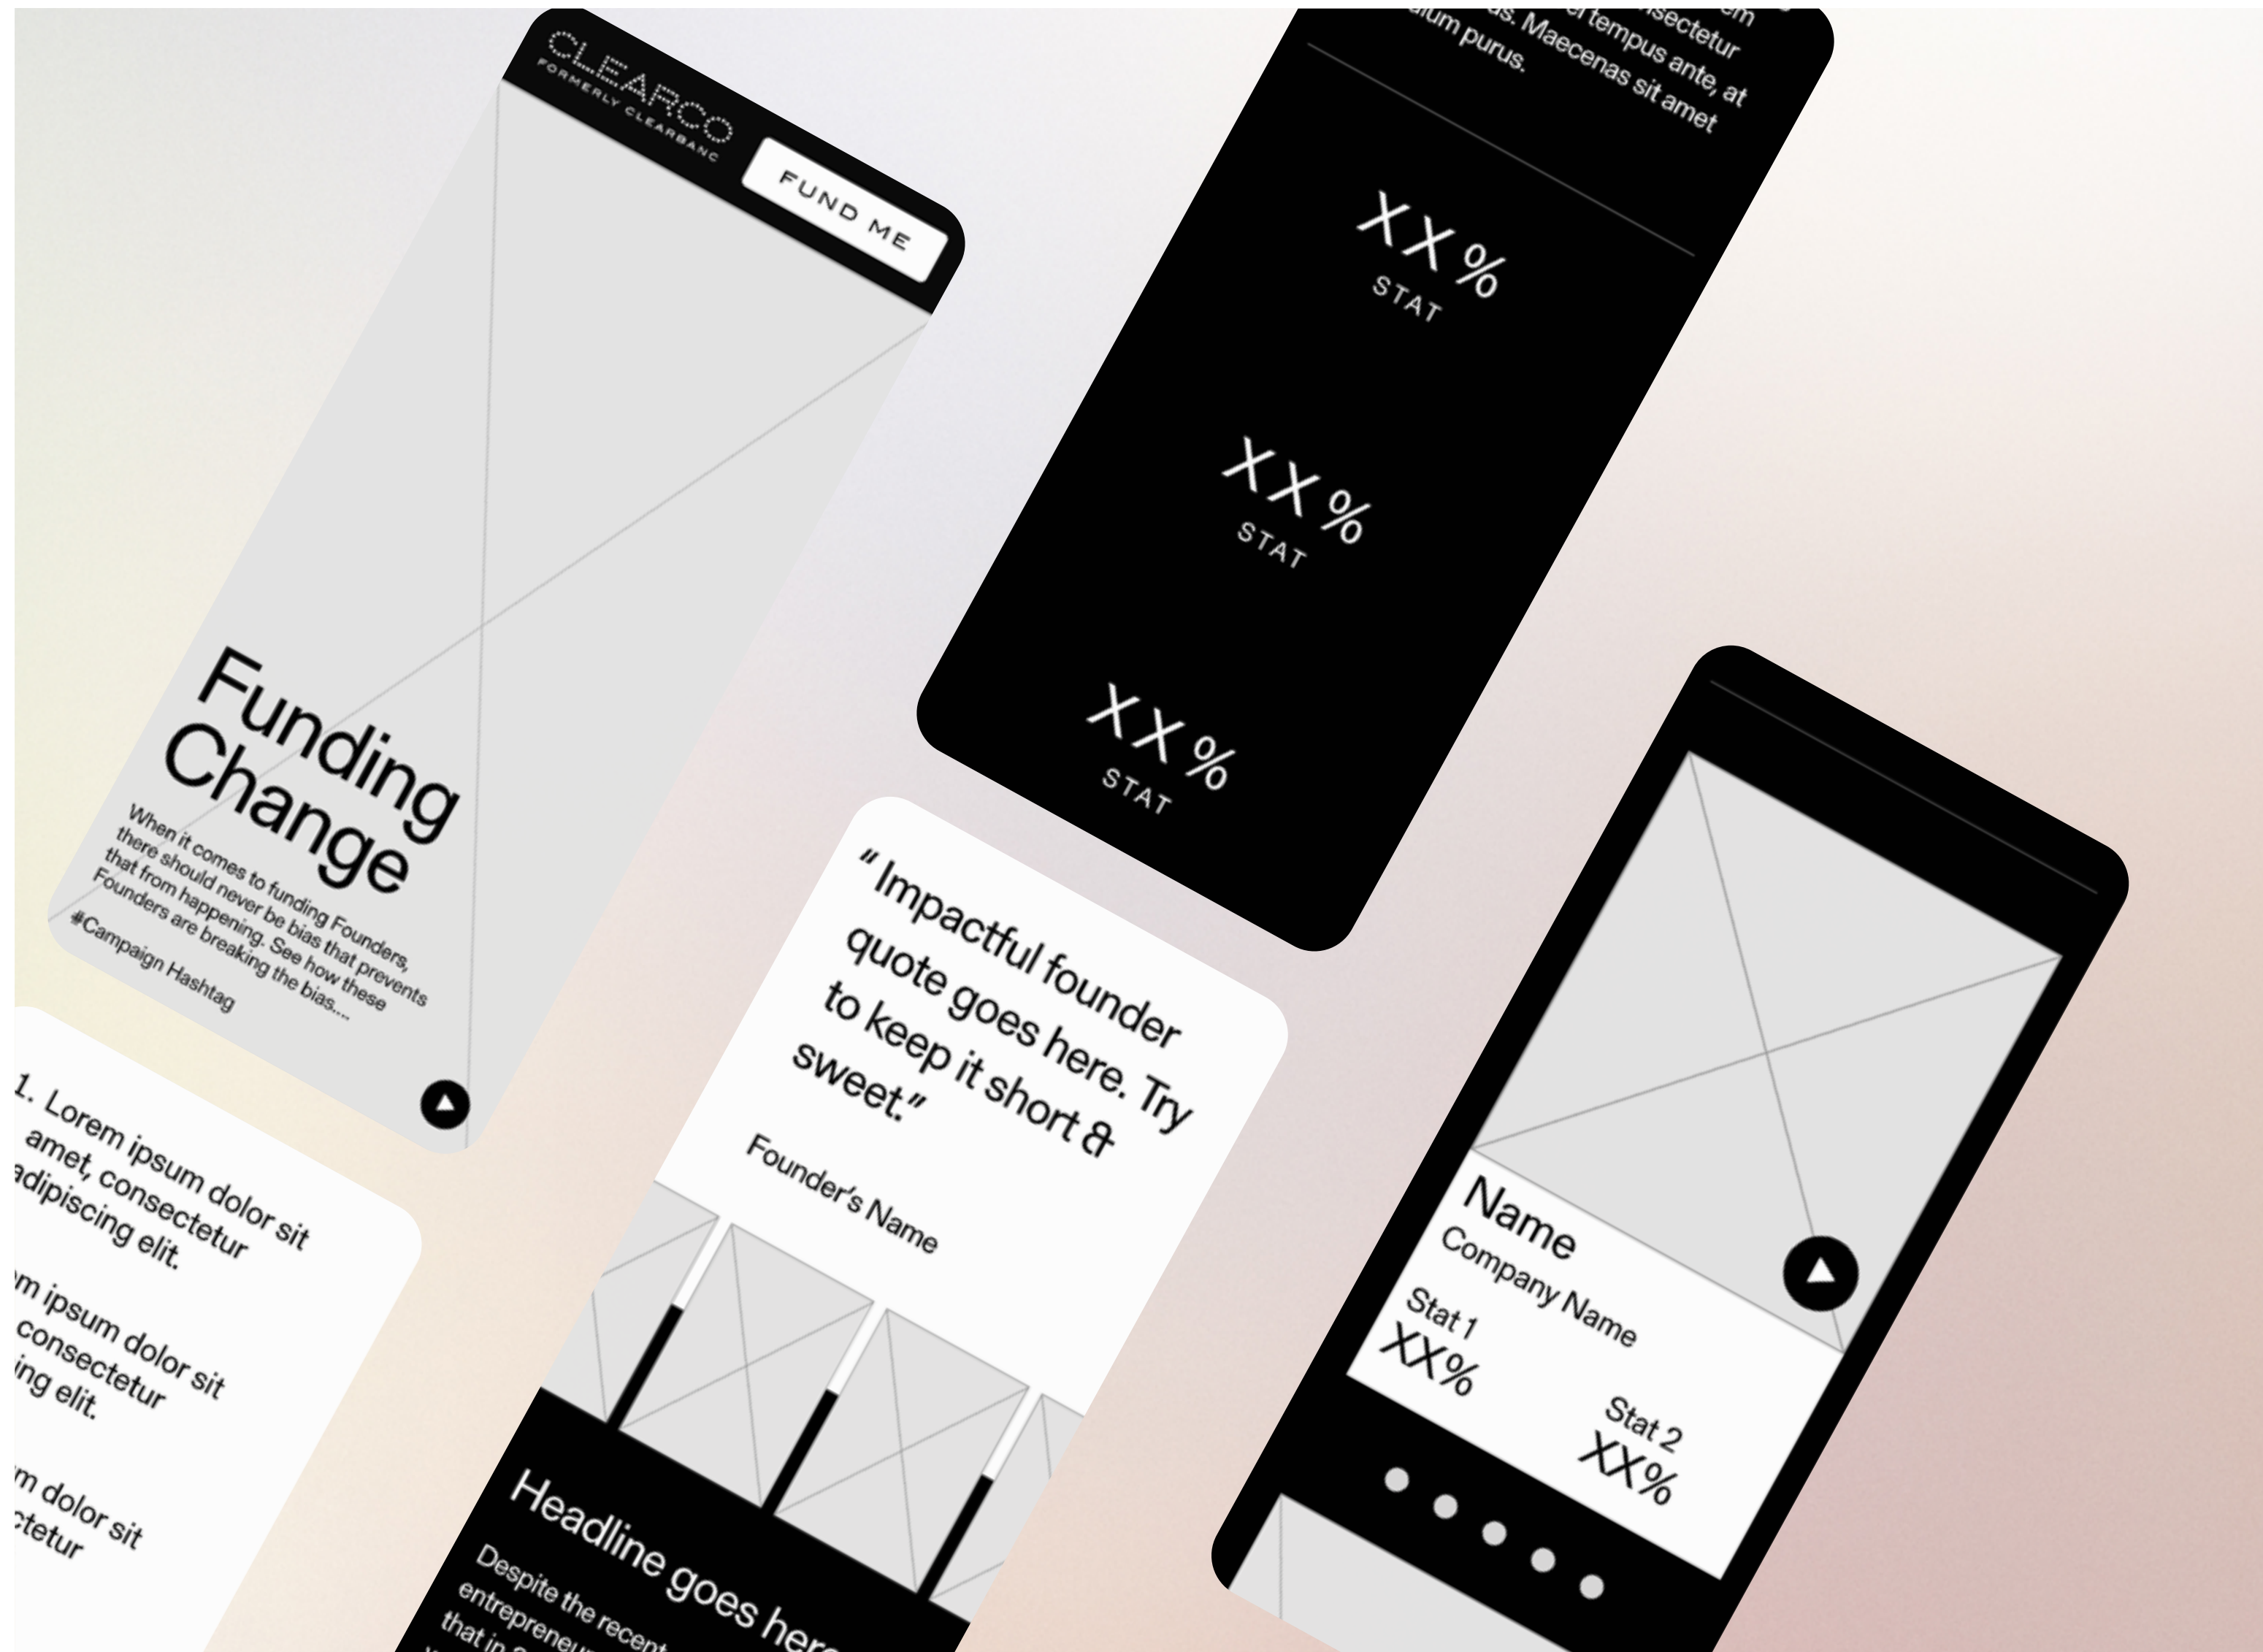 CLEARCO
FORMERLY CLEARBANC
FUND ME
Funding
Change
When it comes to funding Founders,
there should never be bias that prevents
that from happening. See how these
Founders are breaking the bias....
#Campaign Hashtag
1. Lorem ipsum dolor sit
amet, consectetur
adipiscing elit.
ipsum dolor sit
consectetur
elit.
dolor sit
tempus ante, at
Maecenas sit amet
purus.
XX%
STAT
XX%
STAT
XX%
STAT
“Impactful founder
quote goes here. Try
to keep it short &
sweet.”
Founder’s Name
Headline goes here
Despite the recent
that in
Name
Company Name
Stat 1
XX%
Stat 2
XX%